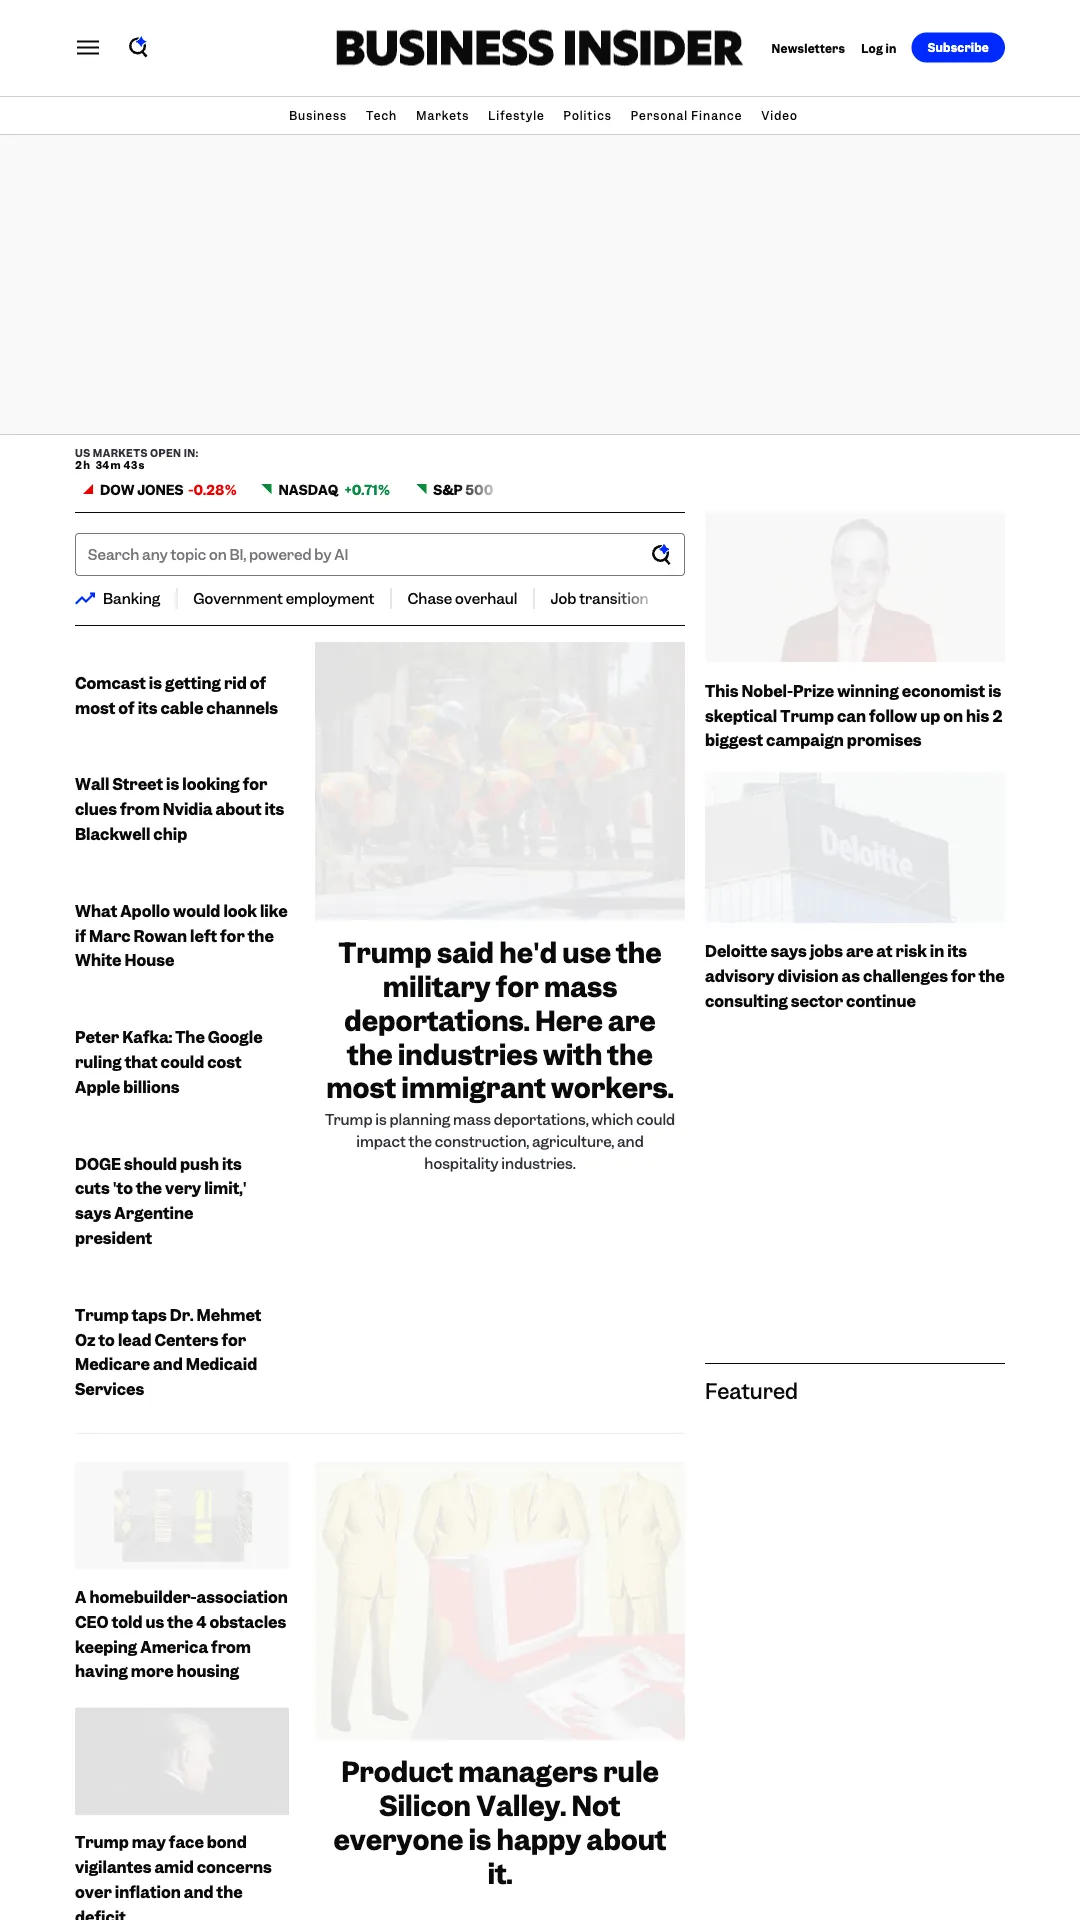 BUSINESS INSIDER
Newsletters
Log in
Subscribe
Business
Tech
Markets
Lifestyle
Politics
Personal Finance
Video
US MARKETS OPEN IN:
2h 34m 43s
DOW JONES -0.28%
NASDAQ +0.71%
S&P 500
Search any topic on BI, powered by AI
Banking
Government employment
Chase overhaul
Job transition
Comcast is getting rid of
most of its cable channels
Wall Street is looking for
clues from Nvidia about its
Blackwell chip
What Apollo would look like
if Marc Rowan left for the
White House
Peter Kafka: The Google
ruling that could cost
Apple billions
DOGE should push its
cuts 'to the very limit,'
says Argentine
president
Trump taps Dr. Mehmet
Oz to lead Centers for
Medicare and Medicaid
Services
Trump said he'd use the
military for mass
deportations. Here are
the industries with the
most immigrant workers.
Trump is planning mass deportations, which could
impact the construction, agriculture, and
hospitality industries.
This Nobel-Prize winning economist is
skeptical Trump can follow up on his 2
biggest campaign promises
Deloitte
Deloitte says jobs are at risk in its
advisory division as challenges for the
consulting sector continue
Featured
A homebuilder-association
CEO told us the 4 obstacles
keeping America from
having more housing
Trump may face bond
vigilantes amid concerns
over inflation and the
deficit
Product managers rule
Silicon Valley. Not
everyone is happy about
it.